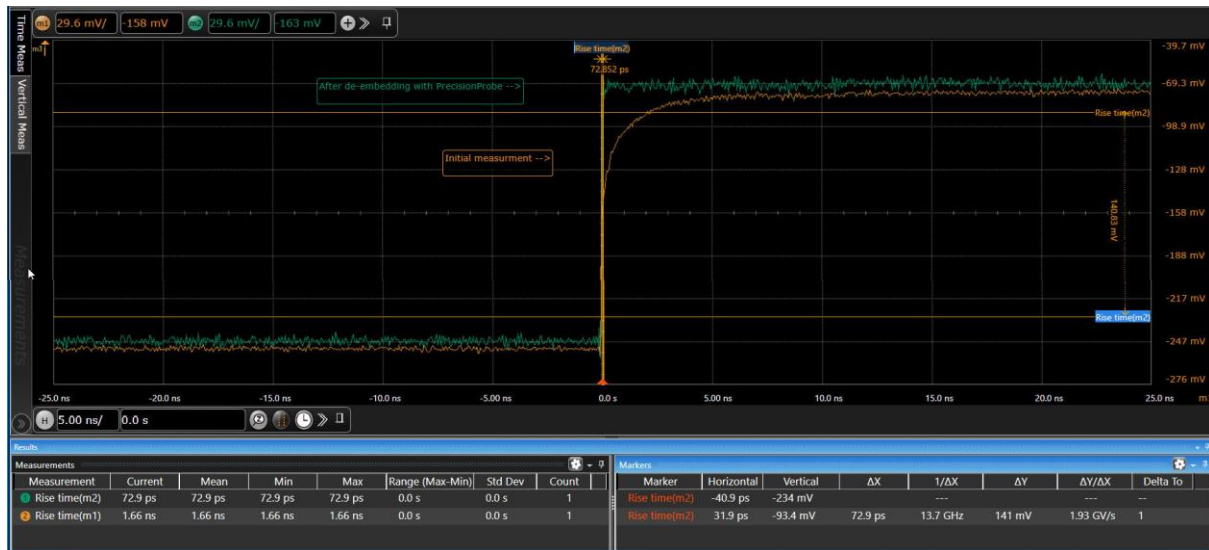 m1 29.6 mV/ -158 mV m2 29.6 mV/ -163 mV
Time Meas
Vertical Meas
Measurements
m3
Rise time(m2)
72.852 ps
After de-embedding with PrecisionProbe -->
Initial measurment -->
Rise time(m2)
140.83 mV
Rise time(m2)
-39.7 mV
-69.3 mV
-98.9 mV
-128 mV
-158 mV
-188 mV
-217 mV
-247 mV
-276 mV
-25.0 ns -20.0 ns -15.0 ns -10.0 ns -5.00 ns 0.0 s 5.00 ns 10.0 ns 15.0 ns 20.0 ns 25.0 ns
H 5.00 ns/ 0.0 s
Results
Measurements
Measurement Current Mean Min Max Range (Max-Min) Std Dev Count
1 Rise time(m2) 72.9 ps 72.9 ps 72.9 ps 72.9 ps 0.0 s 0.0 s 1
2 Rise time(m1) 1.66 ns 1.66 ns 1.66 ns 1.66 ns 0.0 s 0.0 s 1
Markers
Marker Horizontal Vertical ΔX 1/ΔX ΔY ΔY/ΔX Delta To
Rise time(m2) -40.9 ps -234 mV --- --- --
Rise time(m2) 31.9 ps -93.4 mV 72.9 ps 13.7 GHz 141 mV 1.93 GV/s 1